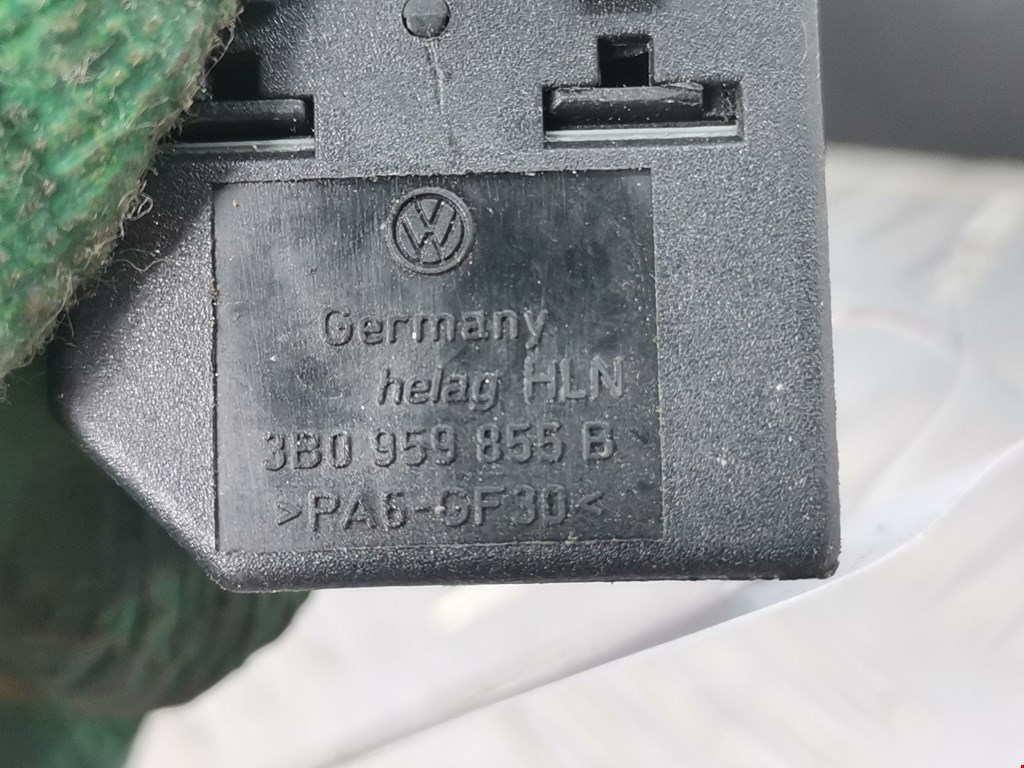 Germany
helag HLN
3B0 959 855 B
>PA6-GF30<